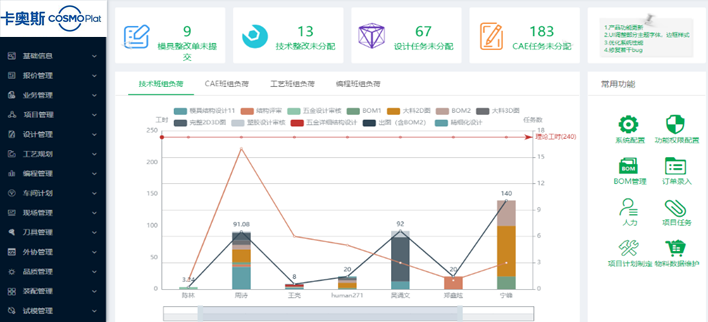 卡奥斯 COSMOPlat
基础信息
报价管理
业务管理
项目管理
设计管理
工艺规划
编程管理
车间计划
现场管理
刀具管理
外协管理
品质管理
装配管理
试模管理
9
模具整改单未提交
13
技术整改未分配
67
设计任务未分配
183
CAE任务未分配
1.产品功能更新
2.UI调整部分主题字体、边框样式
3.优化系统性能
4.修复若干bug
技术班组负荷 CAE班组负荷 工艺班组负荷 编程班组负荷
模具结构设计11 结构评审 五金设计审核 BOM1 大料2D图 BOM2 大料3D图
完整2D3D图 塑胶设计审核 五金详细结构设计 出图（含BOM2） 精细化设计
工时 任务数
250 200 150 100 50 0
18 15 12 9 6 3 0
理论工时(240)
3.34 91.08 8 20 92 20 140
陈林 周诗 王亮 human271 吴满文 邓鑫延 宁锋
常用功能
系统配置 功能权限配置
BOM管理 订单录入
人力 项目任务
项目计划制定 物料数据维护